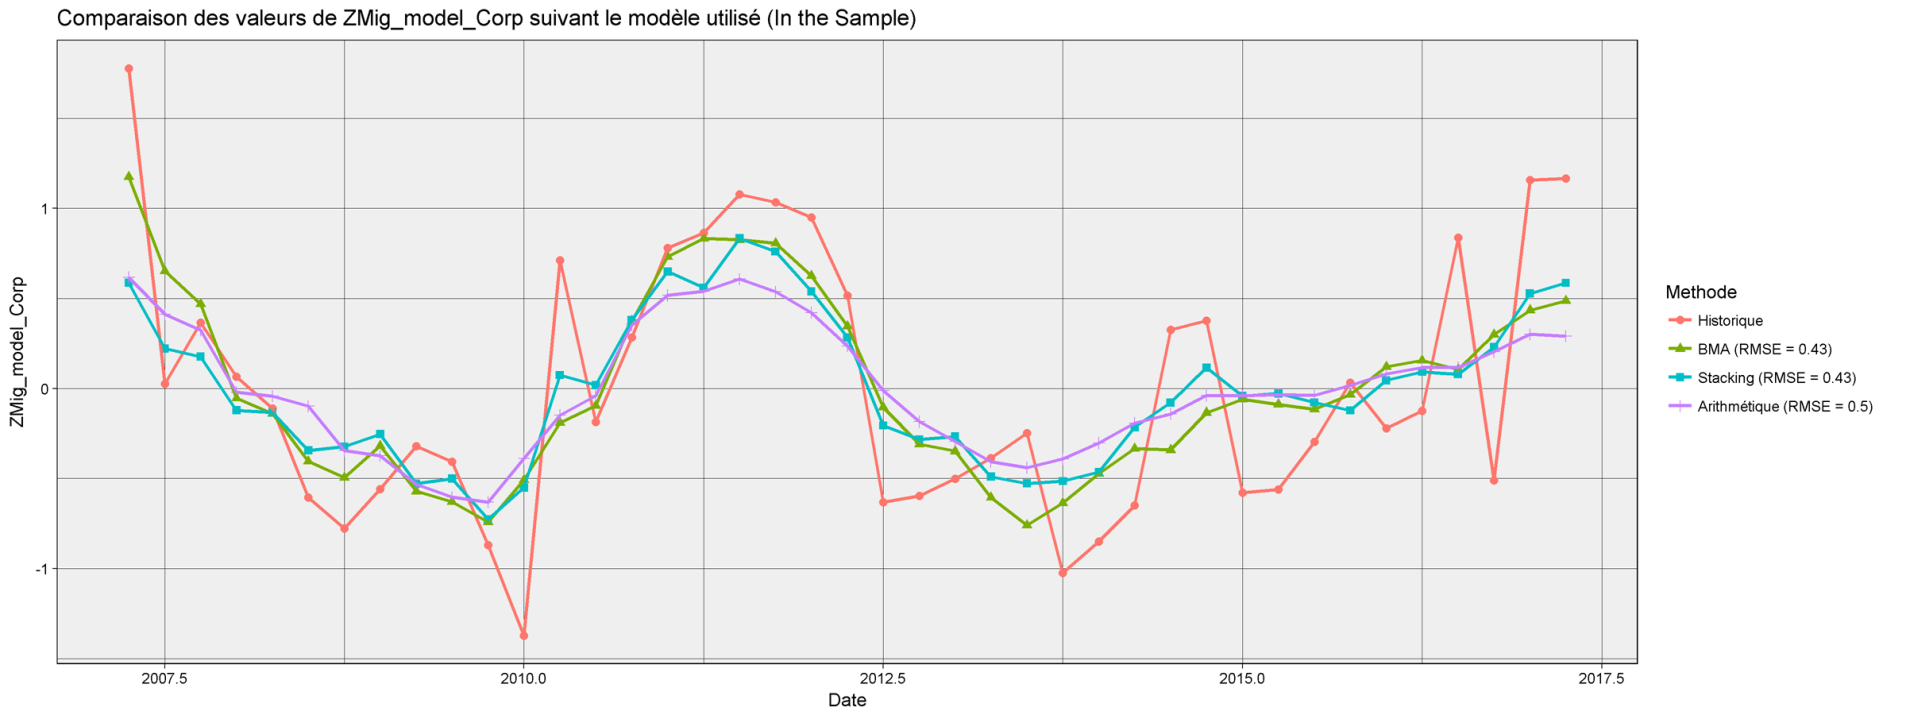 Comparaison des valeurs de ZMig_model_Corp suivant le modèle utilisé (In the Sample)
ZMig_model_Corp
1
0
-1
2007.5
2010.0
2012.5
2015.0
2017.5
Date
Methode
Historique
BMA (RMSE = 0.43)
Stacking (RMSE = 0.43)
Arithmétique (RMSE = 0.5)